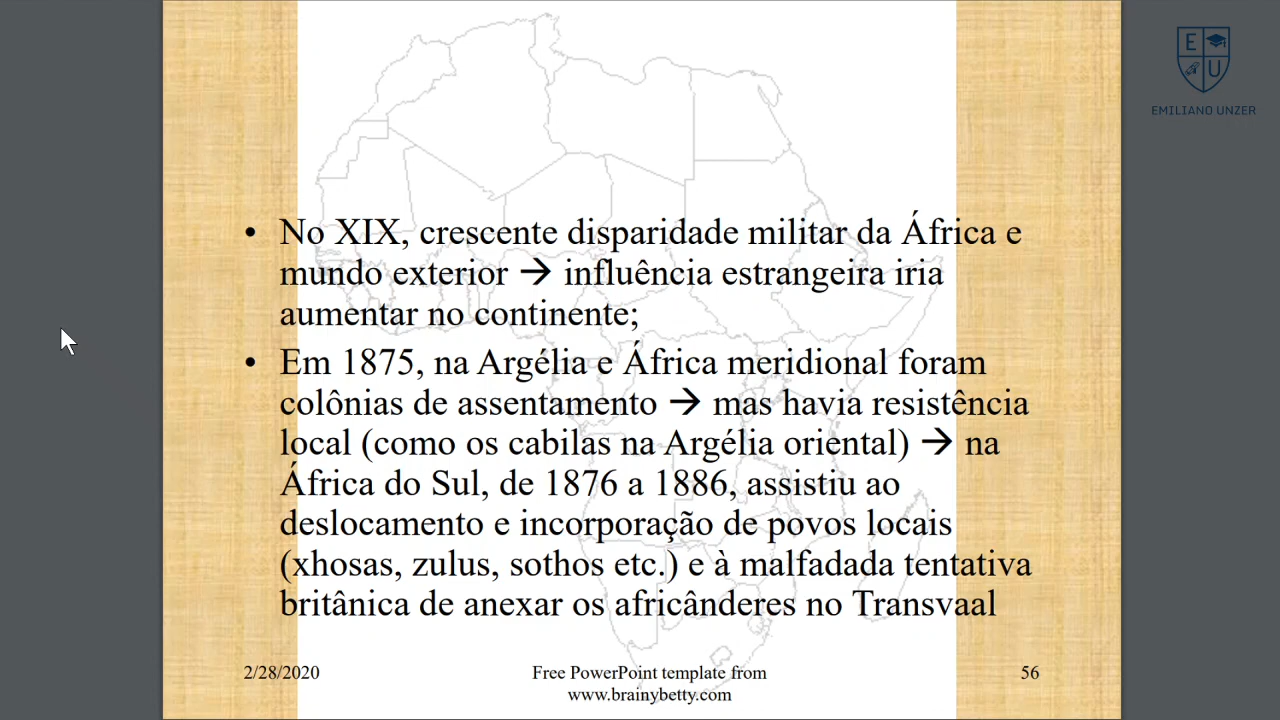 E
U
EMILIANO UNZER
• No XIX, crescente disparidade militar da África e
mundo exterior → influência estrangeira iria
aumentar no continente;
• Em 1875, na Argélia e África meridional foram
colônias de assentamento → mas havia resistência
local (como os cabilas na Argélia oriental) → na
África do Sul, de 1876 a 1886, assistiu ao
deslocamento e incorporação de povos locais
(xhosas, zulus, sothos etc.) e à malfadada tentativa
britânica de anexar os africânderes no Transvaal
2/28/2020
Free PowerPoint template from
www.brainybetty.com
56